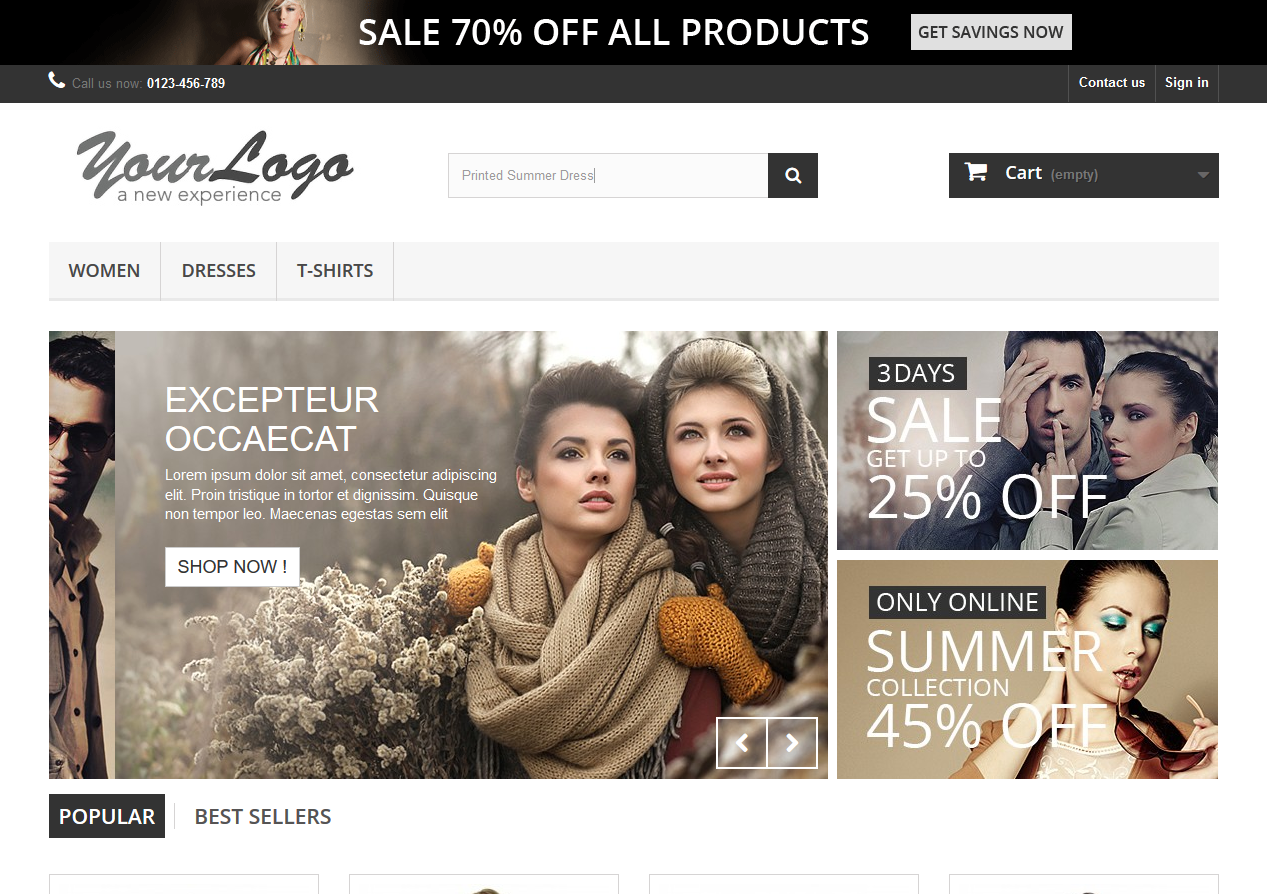 SALE 70% OFF ALL PRODUCTS
GET SAVINGS NOW
Call us now: 0123-456-789
Contact us
Sign in
YourLogo
a new experience
Printed Summer Dress
Cart (empty)
WOMEN
DRESSES
T-SHIRTS
EXCEPTEUR
OCCAECAT
Lorem ipsum dolor sit amet, consectetur adipiscing
elit. Proin tristique in tortor et dignissim. Quisque
non tempor leo. Maecenas egestas sem elit
SHOP NOW !
3 DAYS
SALE
GET UP TO
25% OFF
ONLY ONLINE
SUMMER
COLLECTION
45% OFF
POPULAR
BEST SELLERS